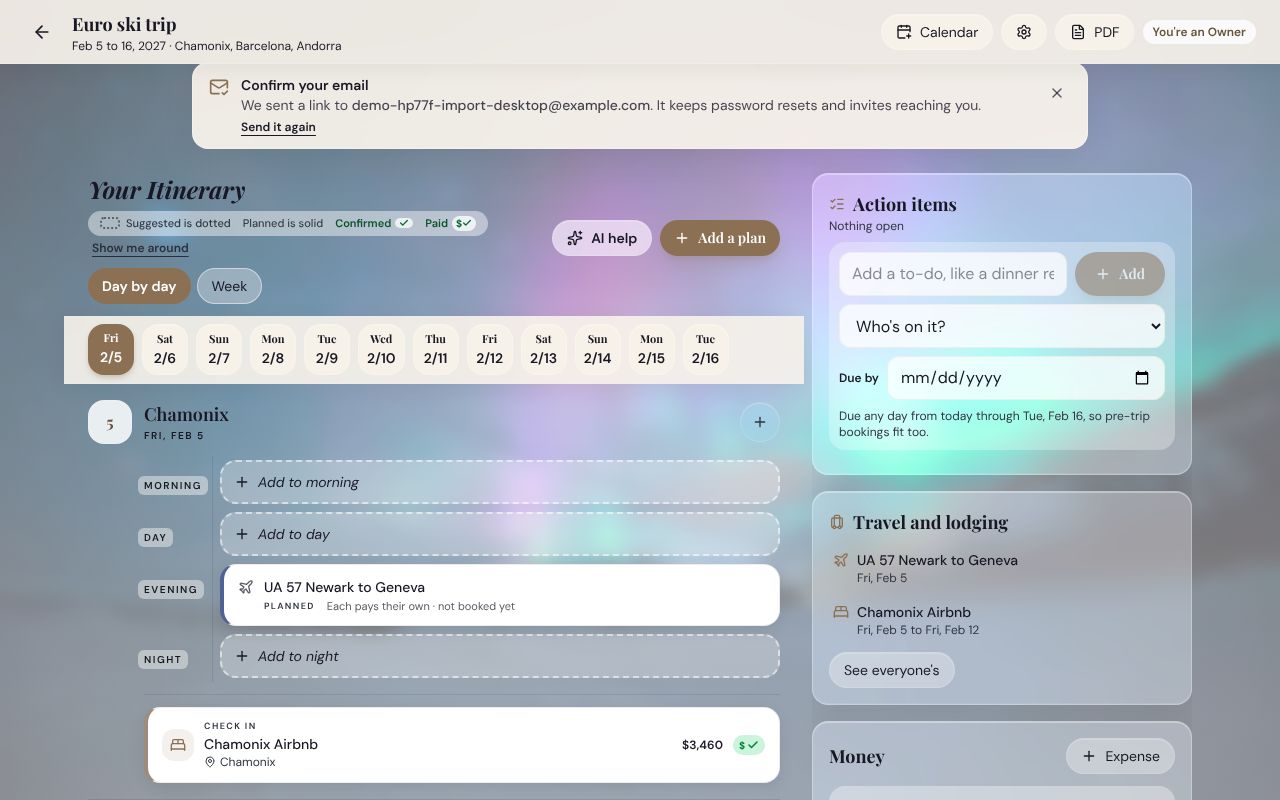 Euro ski trip
Feb 5 to 16, 2027 · Chamonix, Barcelona, Andorra
Calendar
PDF
You're an Owner
Confirm your email
We sent a link to demo-hp77f-import-desktop@example.com. It keeps password resets and invites reaching you.
Send it again
Your Itinerary
Suggested is dotted Planned is solid Confirmed Paid $
Show me around
AI help
Add a plan
Day by day
Week
Fri 2/5
Sat 2/6
Sun 2/7
Mon 2/8
Tue 2/9
Wed 2/10
Thu 2/11
Fri 2/12
Sat 2/13
Sun 2/14
Mon 2/15
Tue 2/16
5
Chamonix
FRI, FEB 5
MORNING
Add to morning
DAY
Add to day
EVENING
UA 57 Newark to Geneva
PLANNED Each pays their own · not booked yet
NIGHT
Add to night
CHECK IN
Chamonix Airbnb
Chamonix
$3,460 $
Action items
Nothing open
Add a to-do, like a dinner re
Add
Who's on it?
Due by mm/dd/yyyy
Due any day from today through Tue, Feb 16, so pre-trip
bookings fit too.
Travel and lodging
UA 57 Newark to Geneva
Fri, Feb 5
Chamonix Airbnb
Fri, Feb 5 to Fri, Feb 12
See everyone's
Money
Expense